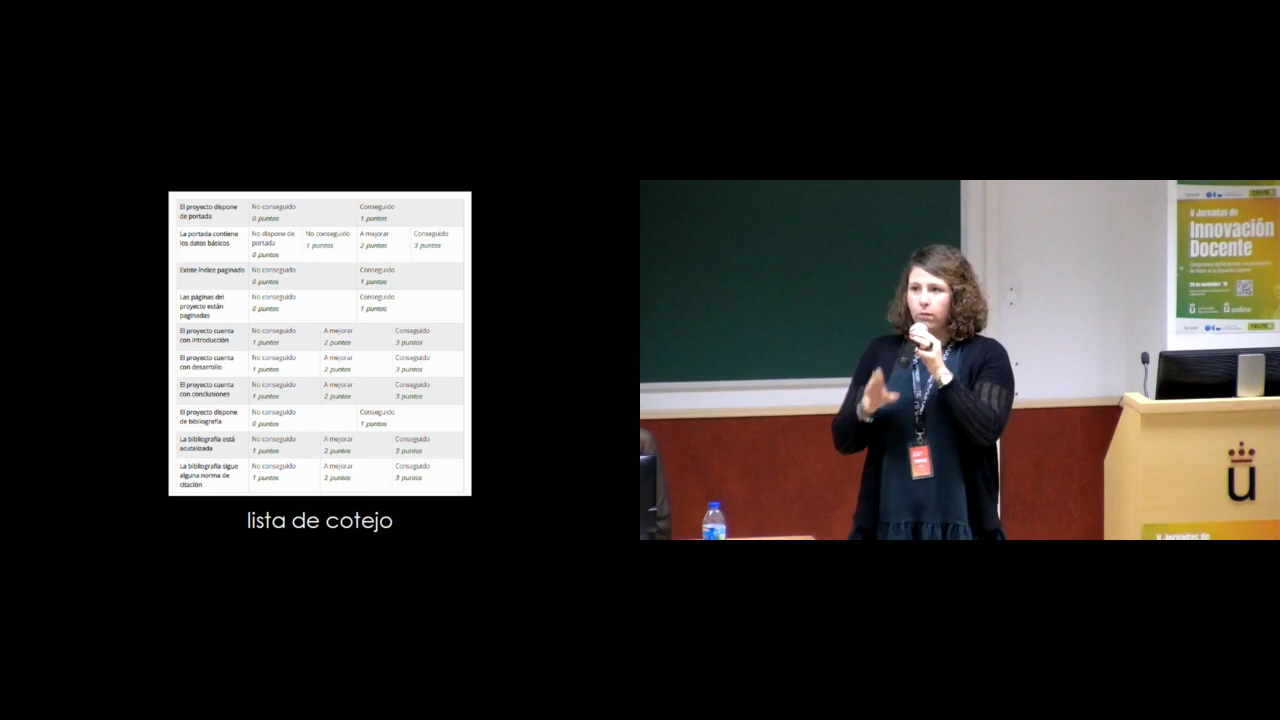 El proyecto dispone de portada
No conseguido
0 puntos
Conseguido
1 puntos
La portada contiene los datos básicos
No dispone de portada
0 puntos
No conseguido
1 puntos
A mejorar
2 puntos
Conseguido
3 puntos
Existe índice paginado
No conseguido
0 puntos
Conseguido
1 puntos
Las páginas del proyecto están paginadas
No conseguido
0 puntos
Conseguido
1 puntos
El proyecto cuenta con introducción
No conseguido
1 puntos
A mejorar
2 puntos
Conseguido
3 puntos
El proyecto cuenta con desarrollo
No conseguido
1 puntos
A mejorar
2 puntos
Conseguido
3 puntos
El proyecto cuenta con conclusiones
No conseguido
1 puntos
A mejorar
2 puntos
Conseguido
3 puntos
El proyecto dispone de bibliografía
No conseguido
0 puntos
Conseguido
1 puntos
La bibliografía está acutalizada
No conseguido
1 puntos
A mejorar
2 puntos
Conseguido
3 puntos
La bibliografía sigue alguna norma de citación
No conseguido
1 puntos
A mejorar
2 puntos
Conseguido
3 puntos
lista de cotejo
V Jornadas de
Innovación
Docente
online
V Jornadas de